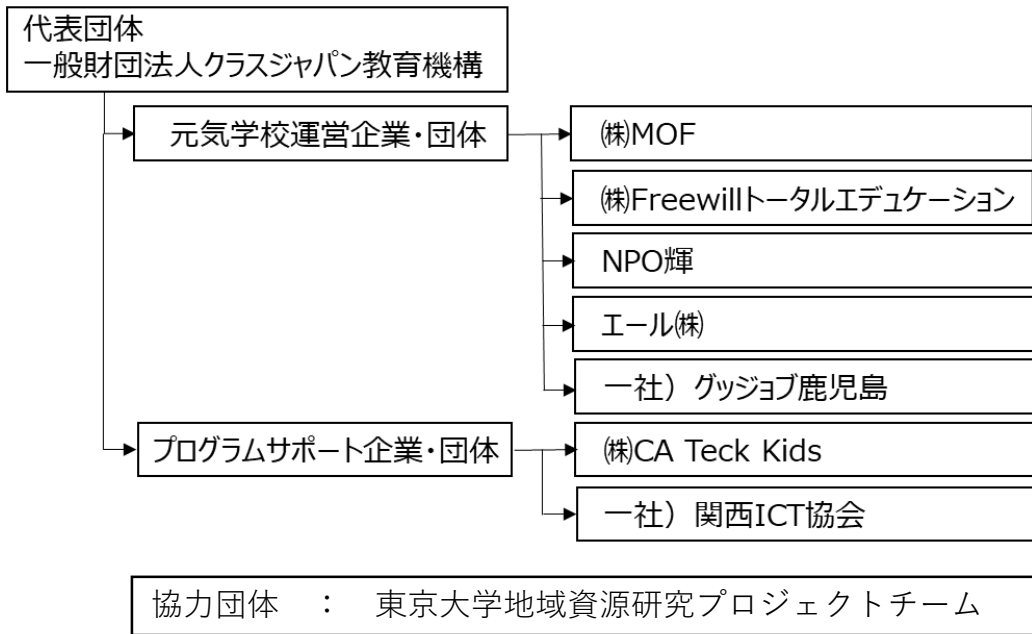 代表団体
一般財団法人クラスジャパン教育機構
元気学校運営企業・団体
㈱MOF
㈱Freewillトータルエデュケーション
NPO輝
エール㈱
一社）グッジョブ鹿児島
プログラムサポート企業・団体
㈱CA Teck Kids
一社）関西ICT協会
協力団体　：　東京大学地域資源研究プロジェクトチーム